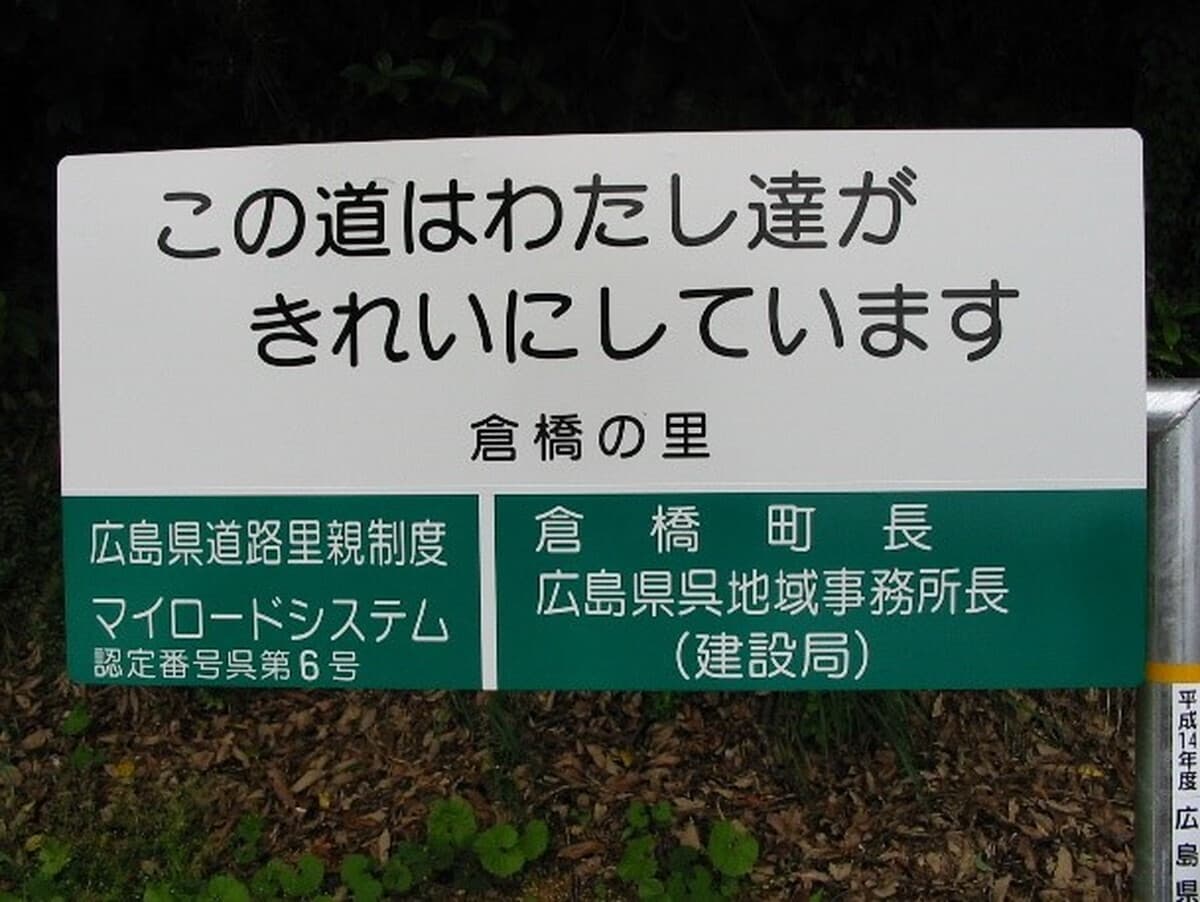 この道はわたし達が
きれいにしています
倉橋の里
広島県道路里親制度
マイロードシステム
認定番号呉第6号
倉橋町長
広島県呉地域事務所長
(建設局)
平成14年度
広島県